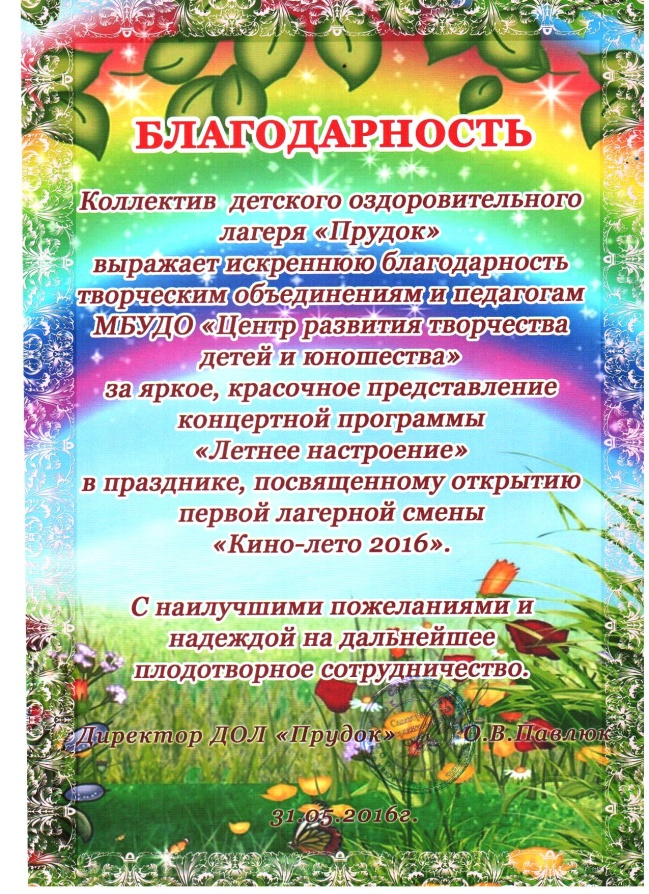 БЛАГОДАРНОСТЬ
Коллектив детского оздоровительного
лагеря «Прудок»
выражает искреннюю благодарность
творческим объединениям и педагогам
МБУДО «Центр развития творчества
детей и юношества»
за яркое, красочное представление
концертной программы
«Летнее настроение»
в празднике, посвященному открытию
первой лагерной смены
«Кино-лето 2016».
С наилучшими пожеланиями и
надеждой на дальнейшее
плодотворное сотрудничество.
Директор ДОЛ «Прудок» О.В.Павлюк
31.05.2016г.